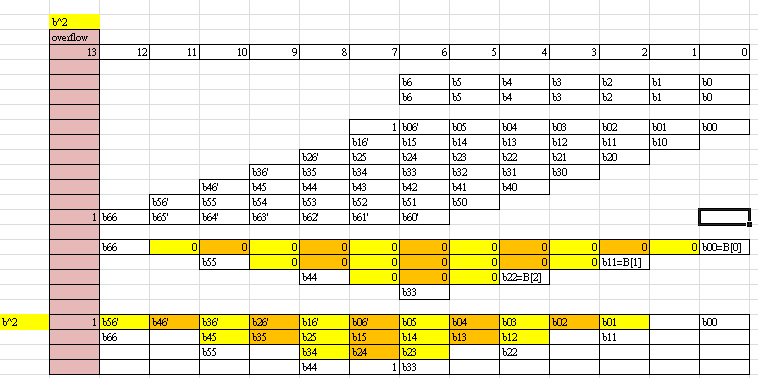 b^2
overflow
13 12 11 10 9 8 7 6 5 4 3 2 1 0
b6 b5 b4 b3 b2 b1 b0
b6 b5 b4 b3 b2 b1 b0
1 b06' b05 b04 b03 b02 b01 b00
b16' b15 b14 b13 b12 b11 b10
b26' b25 b24 b23 b22 b21 b20
b36' b35 b34 b33 b32 b31 b30
b46' b45 b44 b43 b42 b41 b40
b56' b55 b54 b53 b52 b51 b50
1 b66 b65' b64' b63' b62' b61' b60'
b66 0 0 0 0 0 0 0 0 0 0 0 b00=B[0]
b55 0 0 0 0 0 0 0 b11=B[1]
b44 0 0 0 b22=B[2]
b33
b^2 1 b56' b46' b36' b26' b16' b06' b05 b04 b03 b02 b01 b00
b66 b45 b35 b25 b15 b14 b13 b12 b11
b55 b34 b24 b23 b22
b44 1 b33